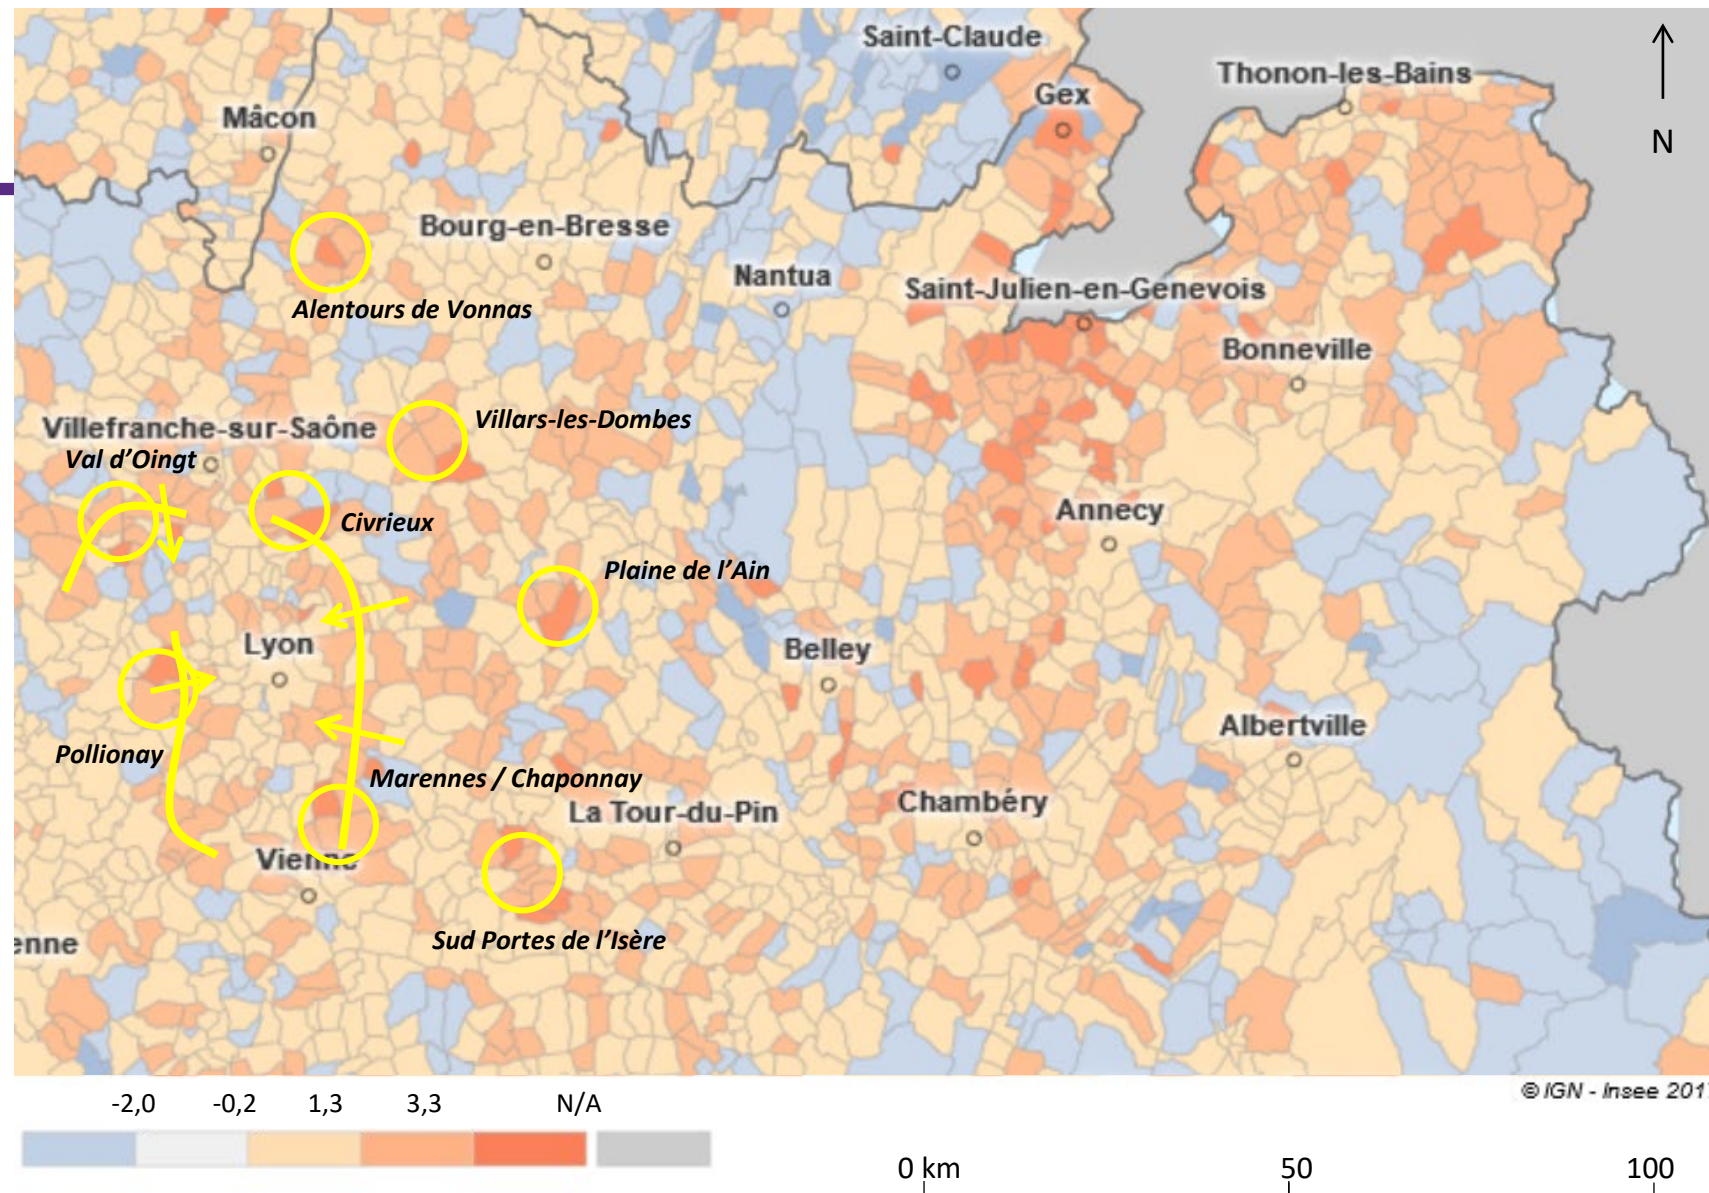 Saint-Claude
Thonon-les-Bains
Gex
Mâcon
N
Bourg-en-Bresse
Nantua
Saint-Julien-en-Genevois
Alentours de Vonnas
Bonneville
Villars-les-Dombes
Villefranche-sur-Saône
Val d'Oingt
Civrieux
Annecy
Plaine de l'Ain
Lyon
Belley
Albertville
Pollionay
Marennes / Chaponnay
La Tour-du-Pin
Chambéry
Vienne
Sud Portes de l'Isère
enne
© IGN - Insee 201
-2,0 -0,2 1,3 3,3 N/A
0 km 50 100